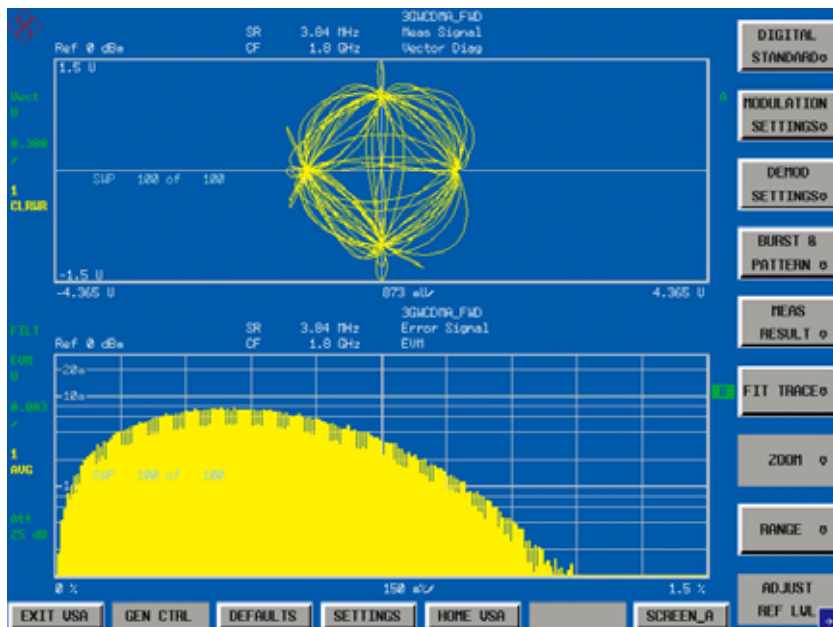 3GWCDMA_FWD
SR 3.84 MHz Meas Signal
Ref 0 dBm CF 1.8 GHz Vector Diag
1.5 U
Vect
U
0.300
/
1
CLRWR
A
SWP 100 of 100
-1.5 U
-4.365 U 873 mU/ 4.365 U
3GWCDMA_FWD
SR 3.84 MHz Error Signal
Ref 0 dBm CF 1.8 GHz EVM
FILT
EVM
U
0.003
/
1
AVG
Att
25 dB
20m
10m
B
SWP 100 of 100
0 % 150 m%/ 1.5 %
DIGITAL
STANDARD
MODULATION
SETTINGS
DEMOD
SETTINGS
BURST &
PATTERN
MEAS
RESULT
FIT TRACE
ZOOM
RANGE
ADJUST
REF LVL
EXIT VSA GEN CTRL DEFAULTS SETTINGS HOME VSA SCREEN_A